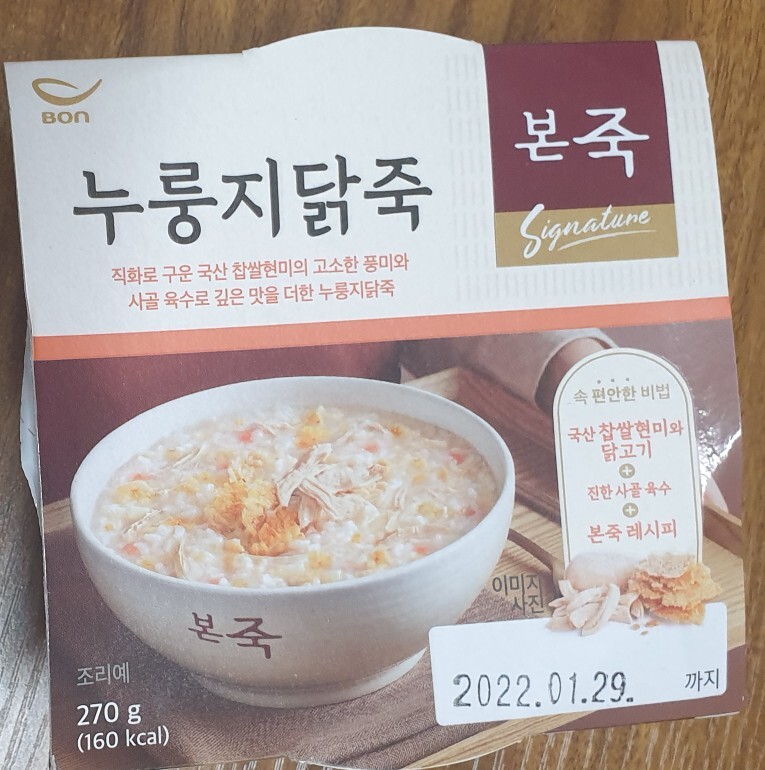 BON
누룽지닭죽
직화로 구운 국산 찹쌀현미의 고소한 풍미와
사골 육수로 깊은 맛을 더한 누룽지닭죽
본죽
Signature
속 편안한 비법
국산 찹쌀현미와
닭고기
+
진한 사골 육수
+
본죽 레시피
이미지
사진
본죽
조리예
270 g
(160 kcal)
2022.01.29. 까지